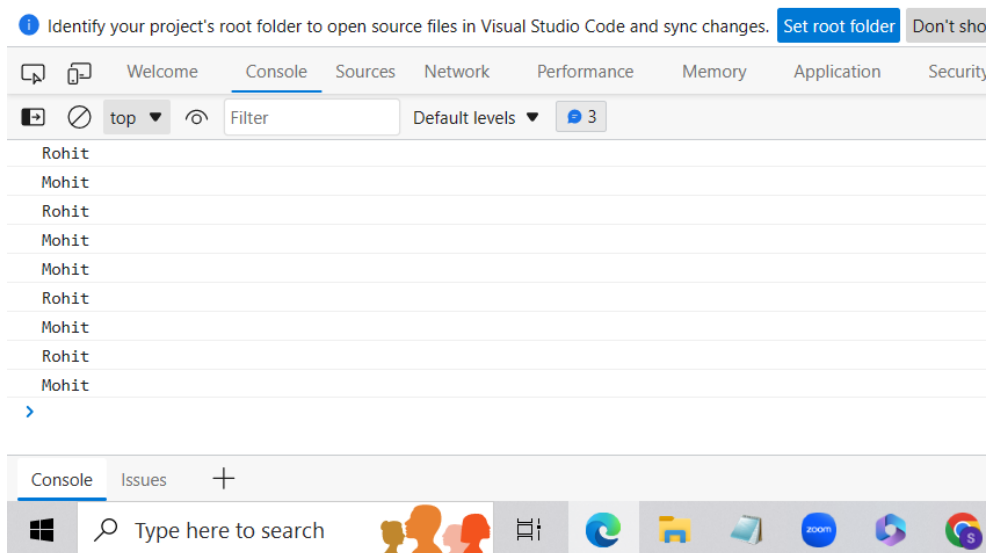 Identify your project's root folder to open source files in Visual Studio Code and sync changes. Set root folder Don't sho
Welcome Console Sources Network Performance Memory Application Security
top Filter Default levels 3
Rohit
Mohit
Rohit
Mohit
Mohit
Rohit
Mohit
Rohit
Mohit
Console Issues
Type here to search zoom S